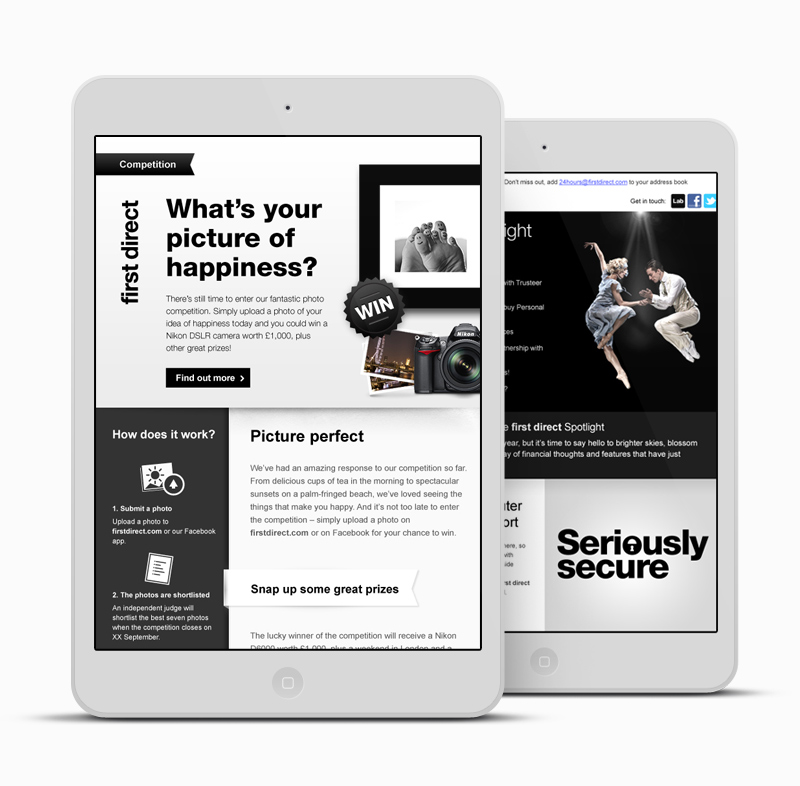 Competition
first direct
What's your
picture of
happiness?
There's still time to enter our fantastic photo
competition. Simply upload a photo of your
idea of happiness today and you could win a
Nikon DSLR camera worth £1,000, plus
other great prizes!
Find out more
WIN
Nikon
How does it work?
1. Submit a photo
Upload a photo to
firstdirect.com or our Facebook
app.
2. The photos are shortlisted
An independent judge will
shortlist the best seven photos
when the competition closes on
XX September.
Picture perfect
We've had an amazing response to our competition so far.
From delicious cups of tea in the morning to spectacular
sunsets on a palm-fringed beach, we've loved seeing the
things that make you happy. And it's not too late to enter
the competition – simply upload a photo on
firstdirect.com or on Facebook for your chance to win.
Snap up some great prizes
The lucky winner of the competition will receive a Nikon
D6000 worth £1,000, plus a weekend in London and a
Don't miss out, add 24hours@firstdirect.com to your address book
Get in touch: Lab f
ight
with Trusteer
buy Personal
ces
nership with
s!
?
e first direct Spotlight
year, but it's time to say hello to brighter skies, blossom
ay of financial thoughts and features that have just
uter
ort
here, so
with
side
st direct
Seriously
secure